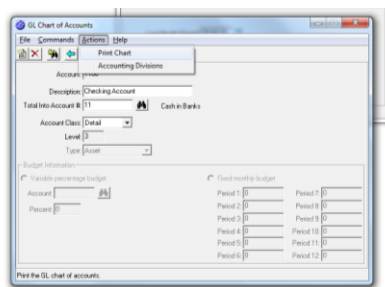 GL Chart of Accounts
File Commands Actions Help
Print Chart
Accounting Divisions
Account:
Description: Checking Account
Total Into Account #: 11 Cash in Banks
Account Class: Detail
Level: 3
Type: Asset
Budget Information
Variable percentage budget
Fixed monthly budget
Account
Percent 0
Period 1: 0 Period 7: 0
Period 2: 0 Period 8: 0
Period 3: 0 Period 9: 0
Period 4: 0 Period 10: 0
Period 5: 0 Period 11: 0
Period 6: 0 Period 12: 0
Print the GL chart of accounts.